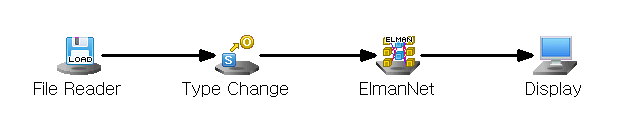 LOAD
O
S
ELMAN
File Reader
Type Change
ElmanNet
Display